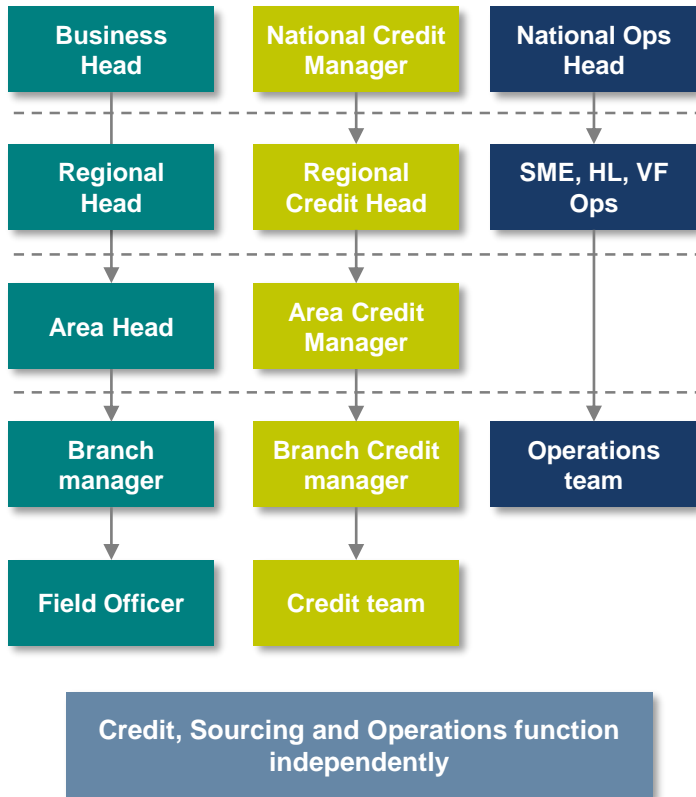 Business
Head
National Credit
Manager
National Ops
Head
Regional
Head
Regional
Credit Head
SME, HL, VF
Ops
Area Head
Area Credit
Manager
Branch
manager
Branch Credit
manager
Operations
team
Field Officer
Credit team
Credit, Sourcing and Operations function
independently